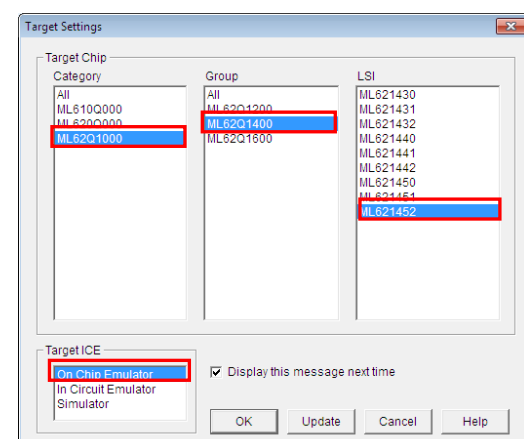 Target Settings
Target Chip
Category
All
ML610Q000
ML620Q000
ML62Q1000
Group
All
ML62Q1200
ML62Q1400
ML62Q1600
LSI
ML621430
ML621431
ML621432
ML621440
ML621441
ML621442
ML621450
ML621451
ML621452
Target ICE
On Chip Emulator
In Circuit Emulator
Simulator
Display this message next time
OK Update Cancel Help